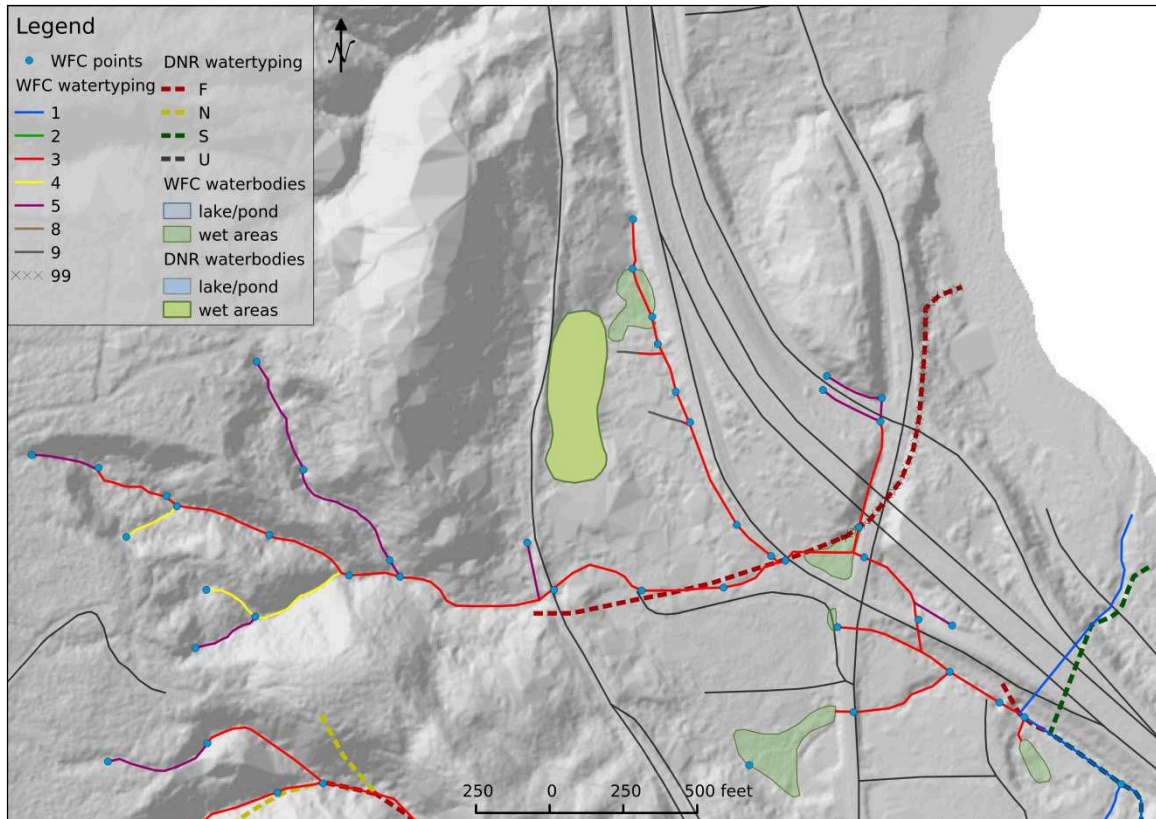 Legend
WFC points
WFC watertyping
1
2
3
4
5
8
9
99
DNR watertyping
F
N
S
U
WFC waterbodies
lake/pond
wet areas
DNR waterbodies
lake/pond
wet areas
N
250 0 250 500 feet